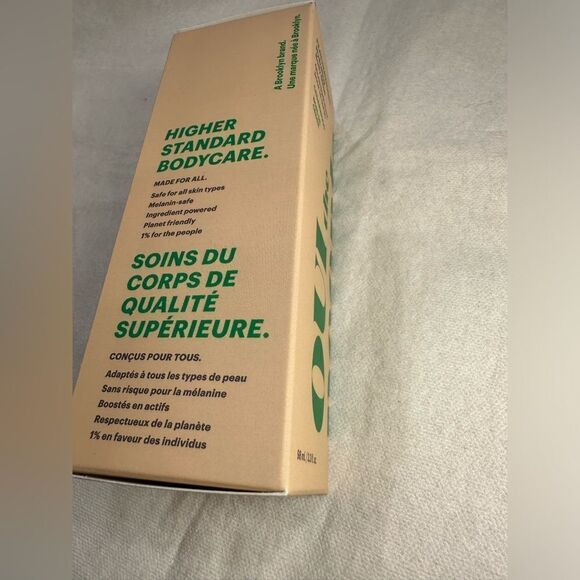 A Brooklyn brand.
Une marque née à Brooklyn.
HIGHER
STANDARD
BODYCARE.
MADE FOR ALL.
Safe for all skin types
Melanin-safe
Ingredient powered
Planet friendly
1% for the people
SOINS DU
CORPS DE
QUALITÉ
SUPÉRIEURE.
CONÇUS POUR TOUS.
Adaptés à tous les types de peau
Sans risque pour la mélanine
Boostés en actifs
Respectueux de la planète
1% en faveur des individus
OUI